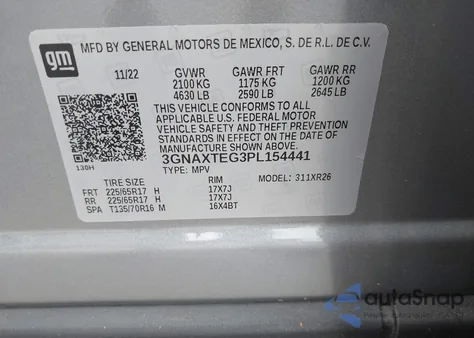 gm
MFD BY GENERAL MOTORS DE MEXICO, S. DE R.L. DE C.V.
11/22 GVWR GAWR FRT GAWR RR
2100 KG 1175 KG 1200 KG
4630 LB 2590 LB 2645 LB
THIS VEHICLE CONFORMS TO ALL
APPLICABLE U.S. FEDERAL MOTOR
VEHICLE SAFETY AND THEFT PREVENTION
STANDARDS IN EFFECT ON THE DATE OF
MANUFACTURE SHOWN ABOVE.
3GNAXTEG3PL154441
130H TYPE: MPV
TIRE SIZE RIM MODEL: 311XR26
FRT 225/65R17 H 17X7J
RR 225/65R17 H 17X7J
SPA T135/70R16 M 16X4BT
autoSnap